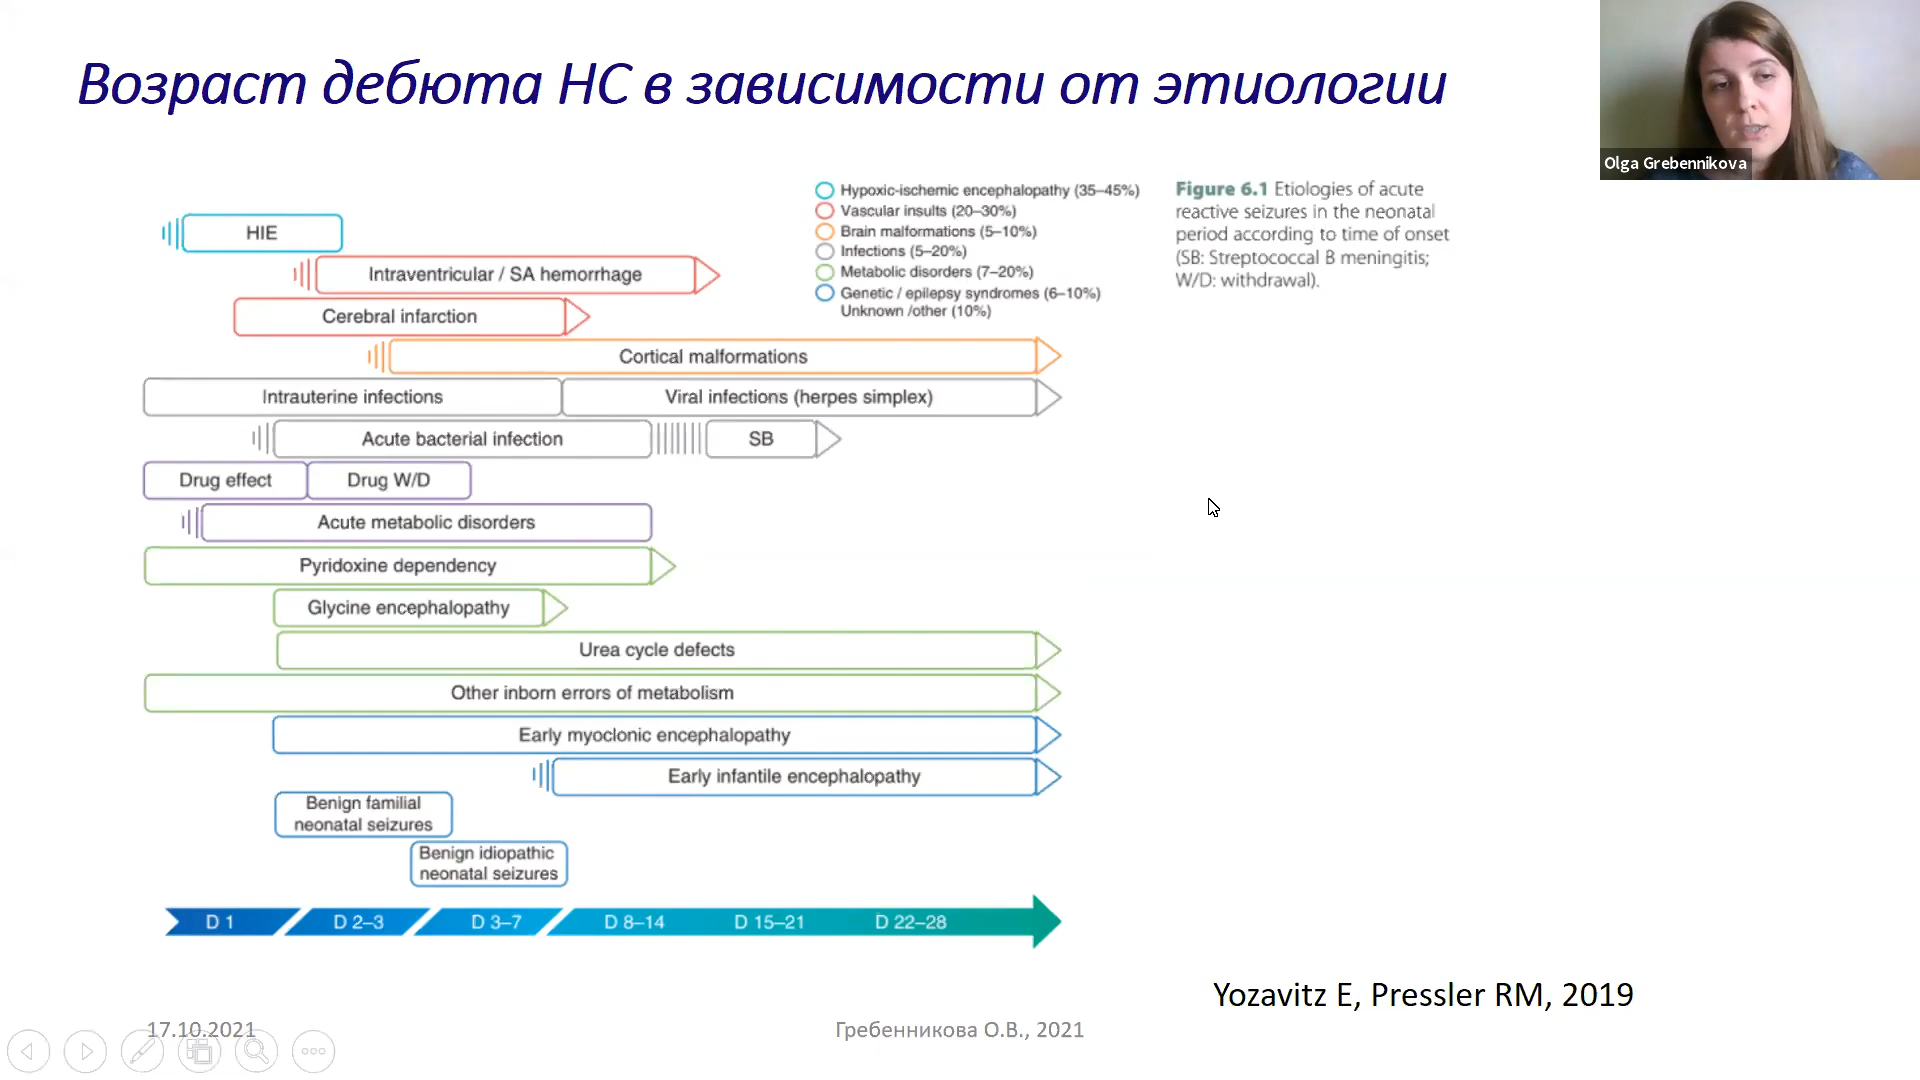 Возраст дебюта НС в зависимости от этиологии
Olga Grebennikova
Hypoxic-ischemic encephalopathy (35–45%)
Vascular insults (20–30%)
Brain malformations (5–10%)
Infections (5–20%)
Metabolic disorders (7–20%)
Genetic / epilepsy syndromes (6–10%)
Unknown /other (10%)
Figure 6.1 Etiologies of acute
reactive seizures in the neonatal
period according to time of onset
(SB: Streptococcal B meningitis;
W/D: withdrawal).
HIE
Intraventricular / SA hemorrhage
Cerebral infarction
Cortical malformations
Intrauterine infections
Viral infections (herpes simplex)
Acute bacterial infection
SB
Drug effect
Drug W/D
Acute metabolic disorders
Pyridoxine dependency
Glycine encephalopathy
Urea cycle defects
Other inborn errors of metabolism
Early myoclonic encephalopathy
Early infantile encephalopathy
Benign familial
neonatal seizures
Benign idiopathic
neonatal seizures
D 1
D 2–3
D 3–7
D 8–14
D 15–21
D 22–28
Yozavitz E, Pressler RM, 2019
17.10.2021
Гребенникова О.В., 2021